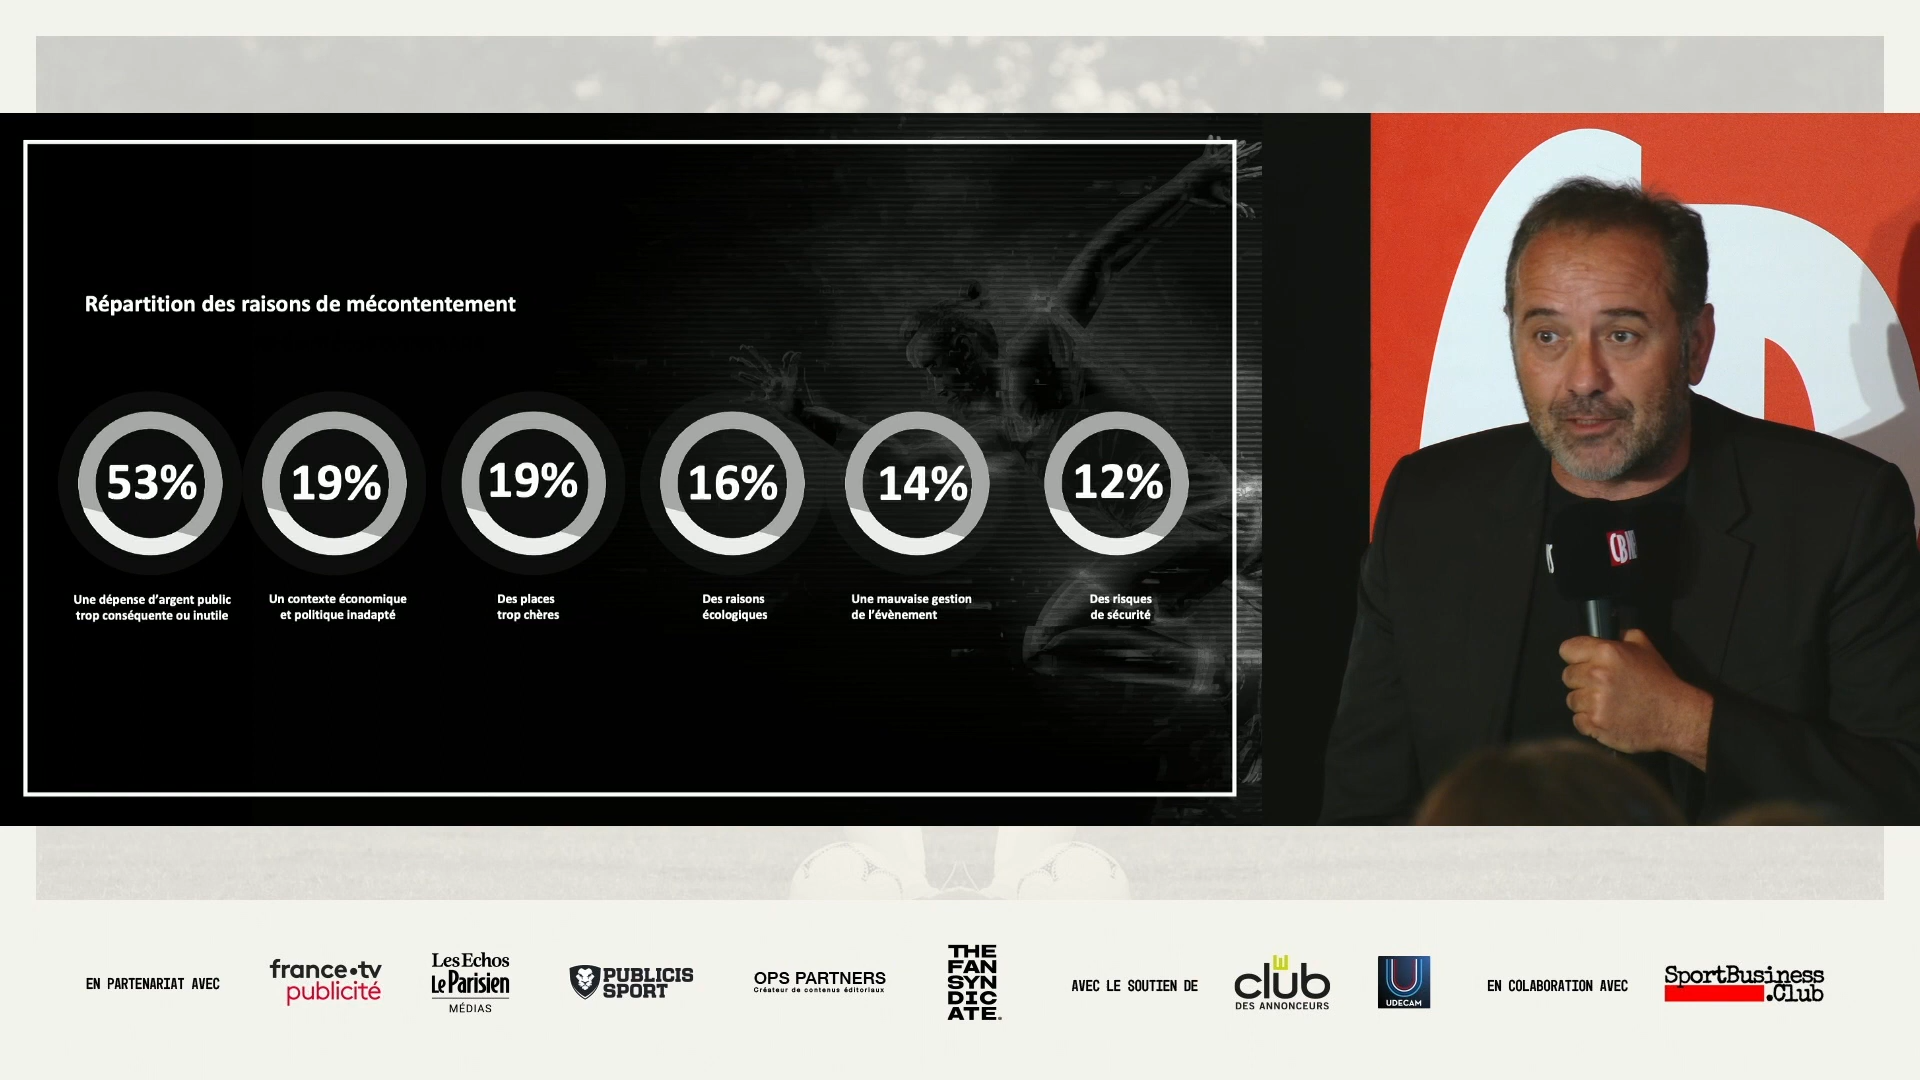 Répartition des raisons de mécontentement
53%
19%
19%
16%
14%
12%
Une dépense d’argent public
trop conséquente ou inutile
Un contexte économique
et politique inadapté
Des places
trop chères
Des raisons
écologiques
Une mauvaise gestion
de l’évènement
Des risques
de sécurité
EN PARTENARIAT AVEC
france•tv
publicité
Les Echos
Le Parisien
MÉDIAS
PUBLICIS
SPORT
OPS PARTNERS
Créateur de contenus éditoriaux
THE
FAN
SYN
DIC
ATE.
AVEC LE SOUTIEN DE
club
DES ANNONCEURS
UDECAM
EN COLABORATION AVEC
SportBusiness
.Club